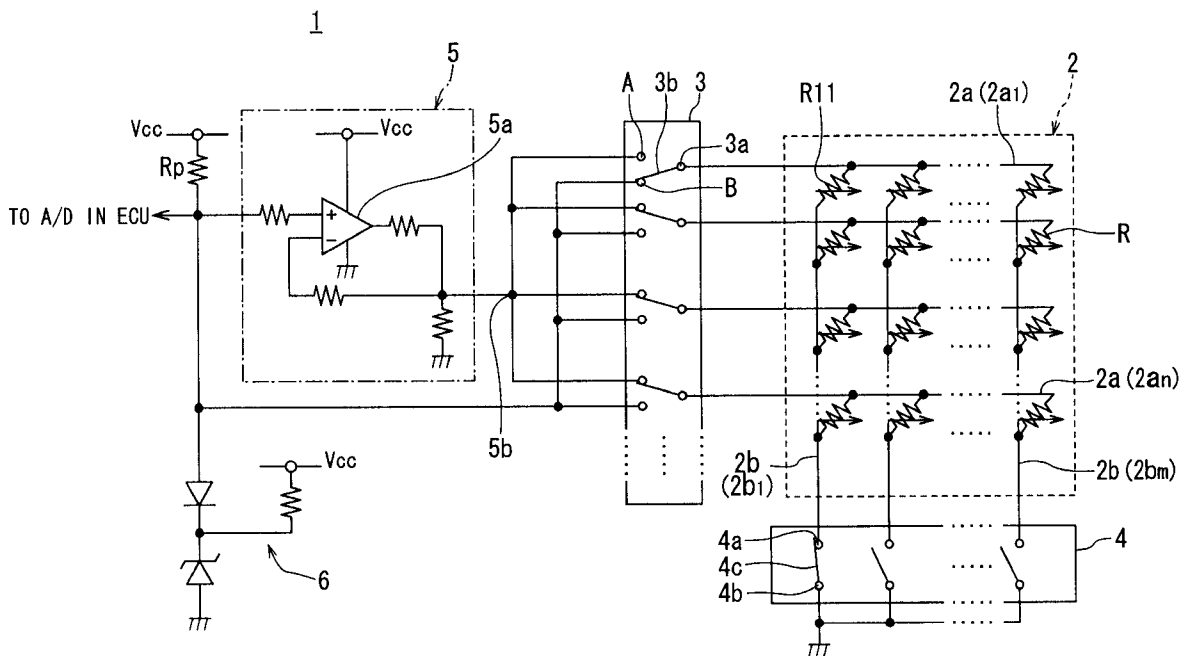 1
5
Vcc
Rp
Vcc
5a
TO A/D IN ECU
+
−
5b
A
3b
3
3a
B
R11
2a (2a1)
2
R
2a (2an)
2b
(2b1)
2b (2bm)
Vcc
6
4a
4c
4b
4